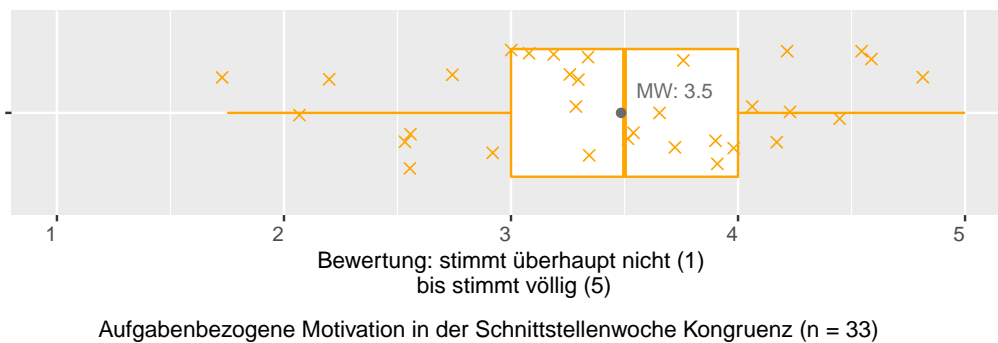 MW: 3.5
1 2 3 4 5
Bewertung: stimmt überhaupt nicht (1)
bis stimmt völlig (5)
Aufgabenbezogene Motivation in der Schnittstellenwoche Kongruenz (n = 33)